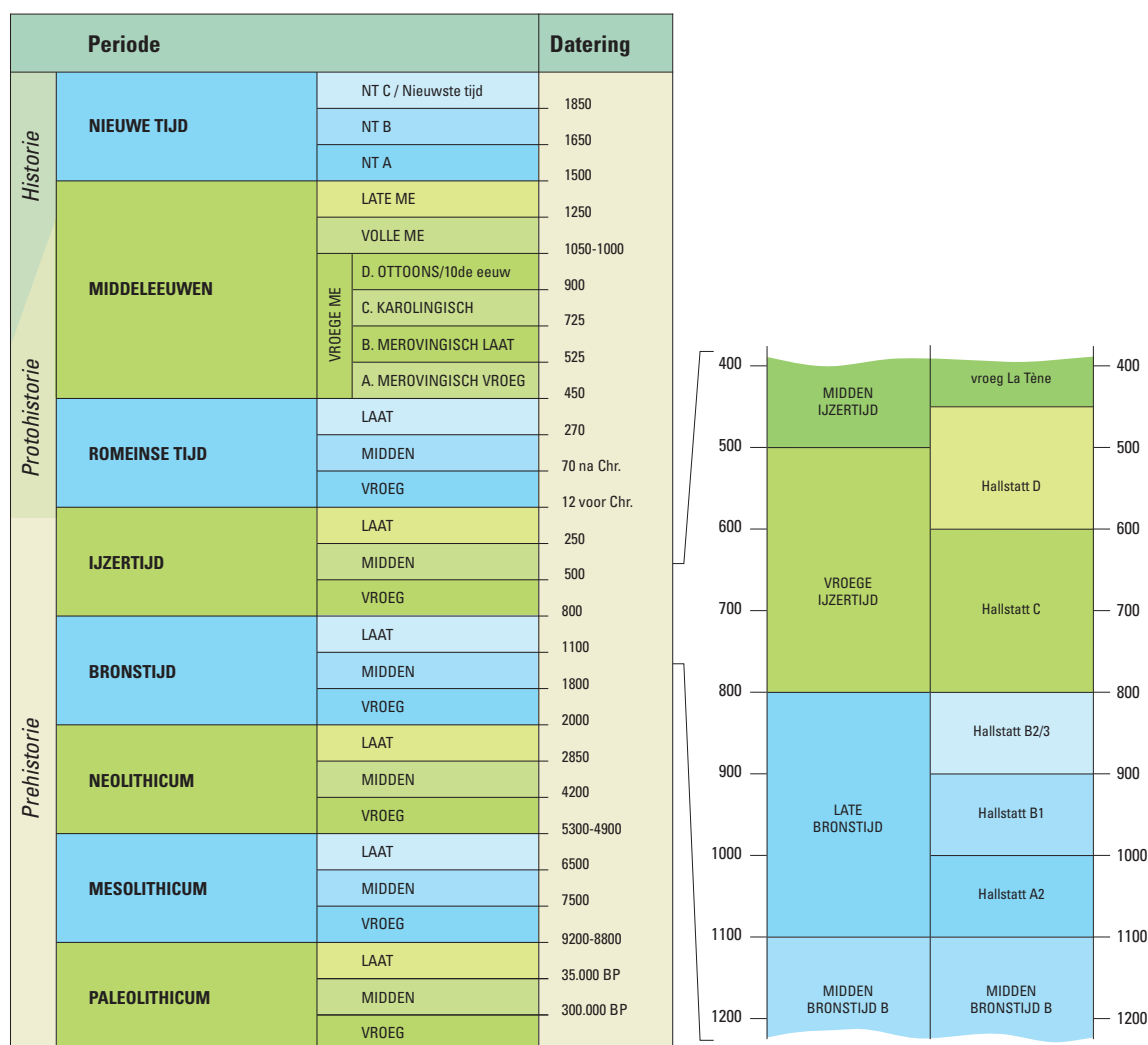 Periode
Datering
Historie
Protohistorie
Prehistorie
NIEUWE TIJD
NT C / Nieuwste tijd
1850
NT B
1650
NT A
1500
MIDDELEEUWEN
LATE ME
1250
VOLLE ME
1050-1000
VROEGE ME
D. OTTOONS/10de eeuw
900
C. KAROLINGISCH
725
B. MEROVINGISCH LAAT
525
A. MEROVINGISCH VROEG
450
ROMEINSE TIJD
LAAT
270
MIDDEN
70 na Chr.
VROEG
12 voor Chr.
IJZERTIJD
LAAT
250
MIDDEN
500
VROEG
800
BRONSTIJD
LAAT
1100
MIDDEN
1800
VROEG
2000
NEOLITHICUM
LAAT
2850
MIDDEN
4200
VROEG
5300-4900
MESOLITHICUM
LAAT
6500
MIDDEN
7500
VROEG
9200-8800
PALEOLITHICUM
LAAT
35.000 BP
MIDDEN
300.000 BP
VROEG
400
500
600
700
800
900
1000
1100
1200
MIDDEN
IJZERTIJD
VROEGE
IJZERTIJD
LATE
BRONSTIJD
MIDDEN
BRONSTIJD B
vroeg La Tène
Hallstatt D
Hallstatt C
Hallstatt B2/3
Hallstatt B1
Hallstatt A2
MIDDEN
BRONSTIJD B
400
500
600
700
800
900
1000
1100
1200